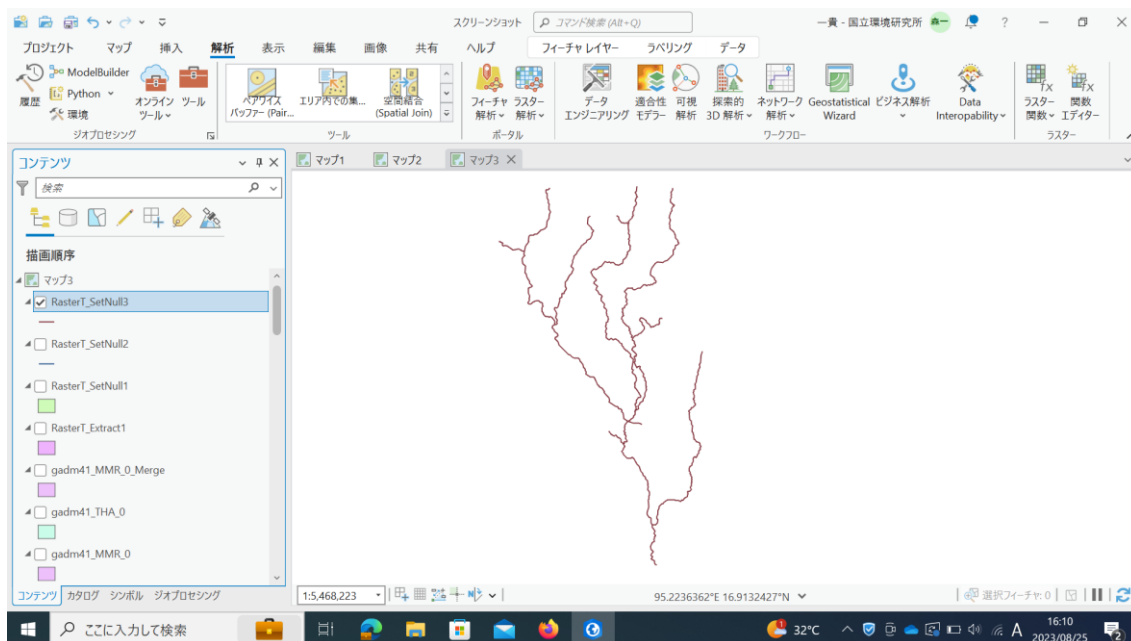 スクリーンショット
コマンド検索 (Alt+Q)
一貴 - 国立環境研究所
?
プロジェクト マップ 挿入 解析 表示 編集 画像 共有 ヘルプ フィーチャ レイヤー ラベリング データ
履歴
ModelBuilder
Python
環境
オンライン ツール
ツール
ジオプロセシング
ペアワイズ バッファー (Pair...
エリア内での集...
空間結合 (Spatial Join)
ツール
フィーチャ 解析
ラスター 解析
ポータル
データ エンジニアリング
適合性 モデラー
可視 解析
探索的 3D 解析
ネットワーク 解析
Geostatistical Wizard
ビジネス解析
Data Interoperability
ワークフロー
ラスター 関数
関数 エディター
ラスター
コンテンツ
マップ1 マップ2 マップ3
検索
描画順序
マップ3
RasterT_SetNull3
RasterT_SetNull2
RasterT_SetNull1
RasterT_Extract1
gadm41_MMR_0_Merge
gadm41_THA_0
gadm41_MMR_0
コンテンツ カタログ シンボル ジオプロセシング
1:5,468,223
95.2236362°E 16.9132427°N
選択フィーチャ: 0
ここに入力して検索
32°C
A
16:10
2023/08/25
2